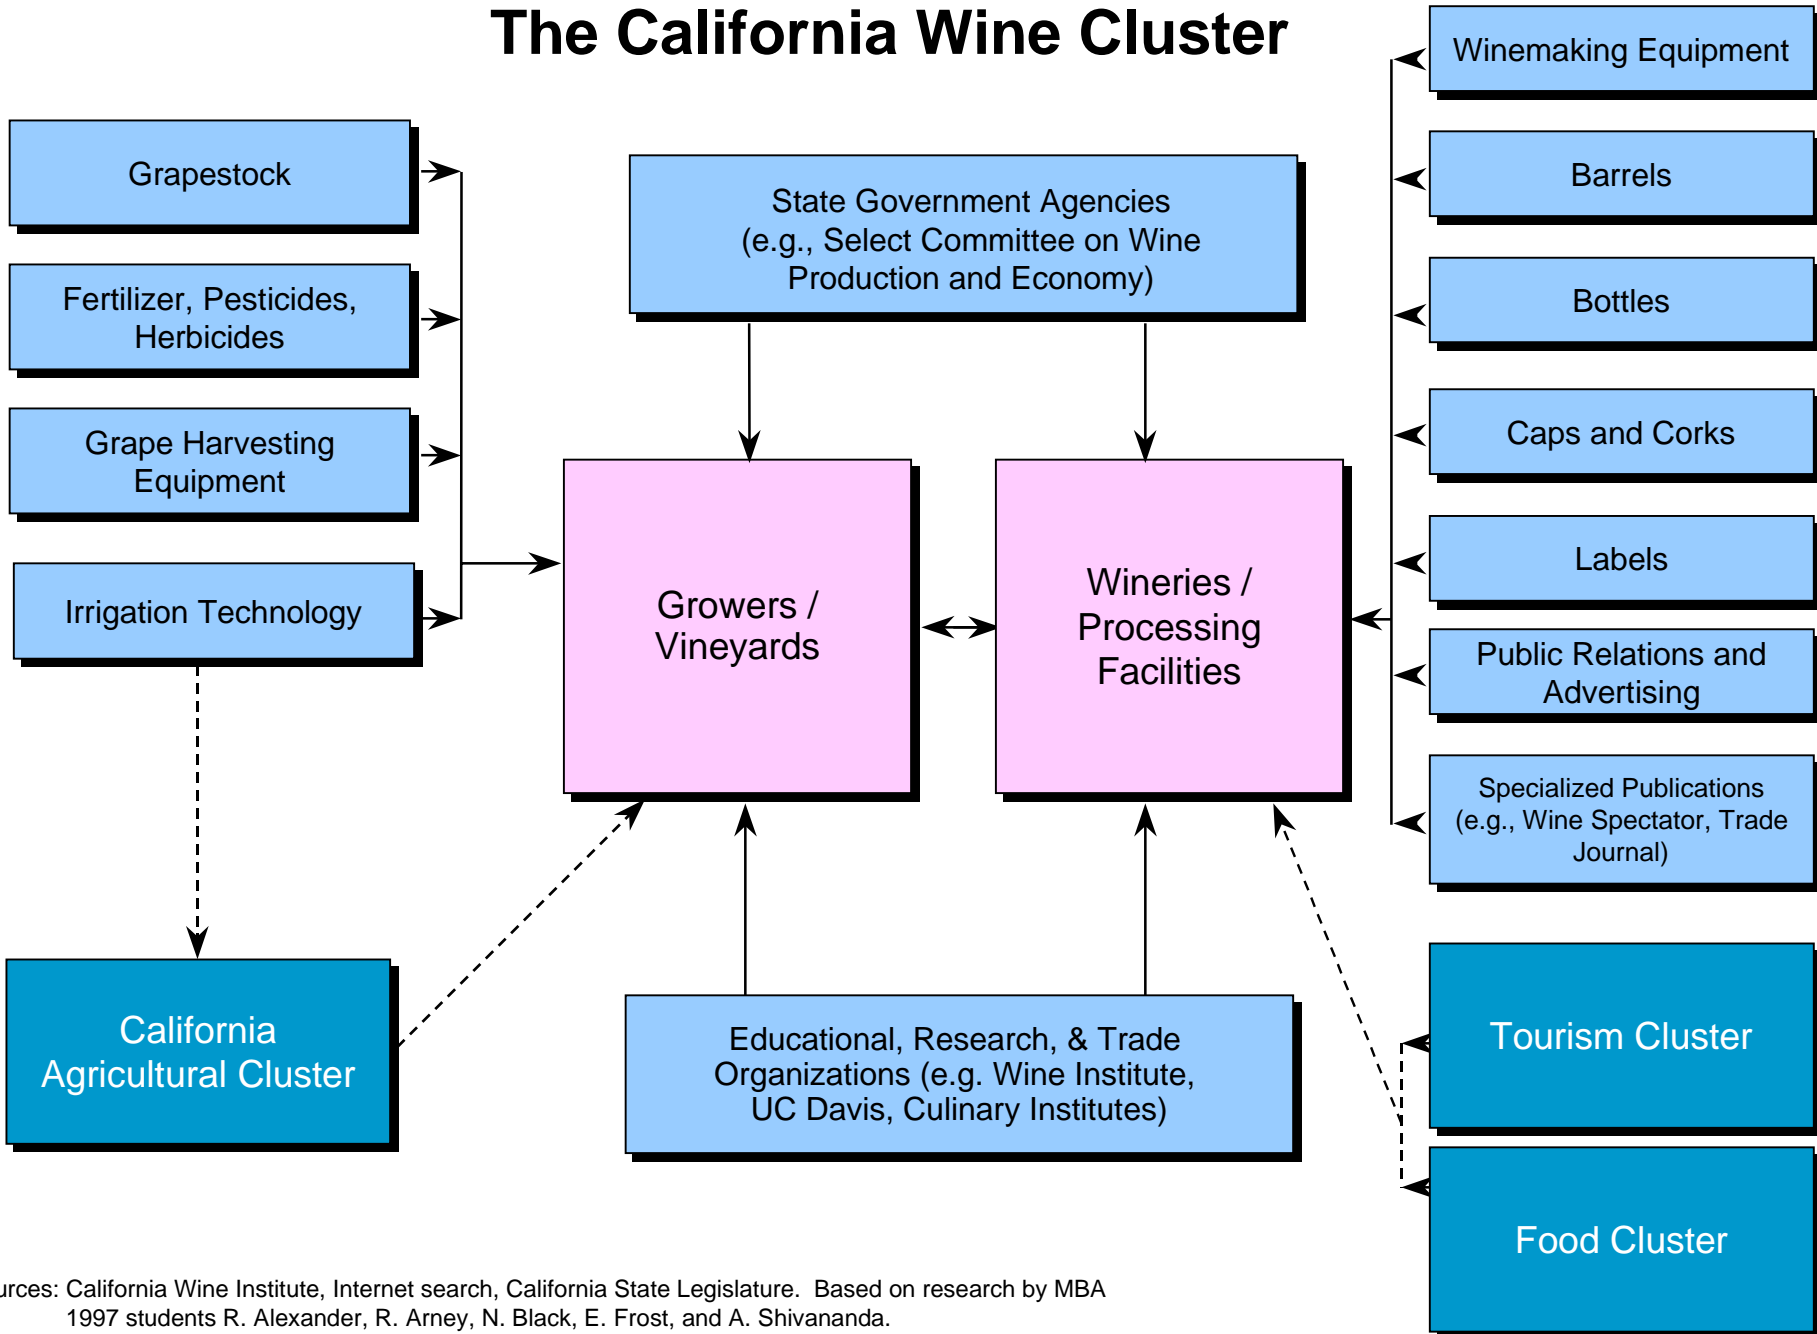 The California Wine Cluster
Winemaking Equipment
Grapestock
Barrels
State Government Agencies
(e.g., Select Committee on Wine
Production and Economy)
Fertilizer, Pesticides,
Herbicides
Bottles
Grape Harvesting
Equipment
Caps and Corks
Irrigation Technology
Growers /
Vineyards
Wineries /
Processing
Facilities
Labels
Public Relations and
Advertising
Specialized Publications
(e.g., Wine Spectator, Trade
Journal)
California
Agricultural Cluster
Educational, Research, & Trade
Organizations (e.g. Wine Institute,
UC Davis, Culinary Institutes)
Tourism Cluster
Food Cluster
urces: California Wine Institute, Internet search, California State Legislature.  Based on research by MBA
1997 students R. Alexander, R. Arney, N. Black, E. Frost, and A. Shivananda.